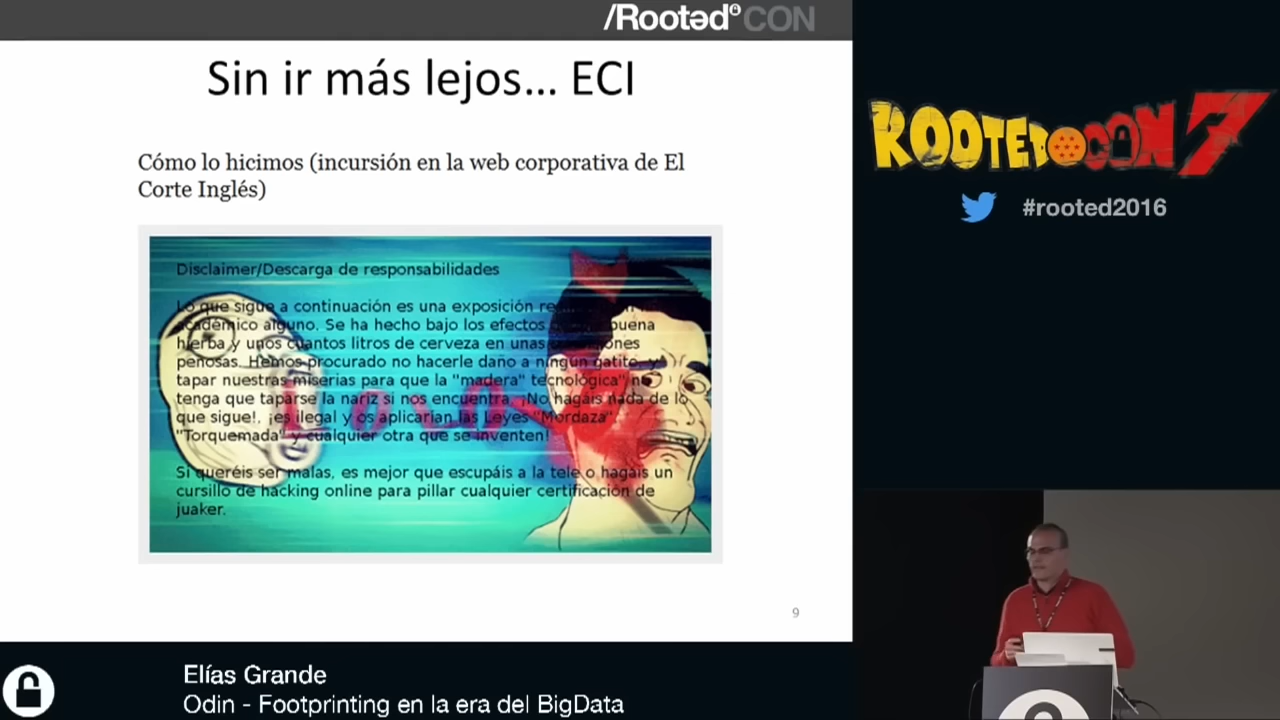 /Rootəd CON
Sin ir más lejos... ECI
Cómo lo hicimos (incursión en la web corporativa de El
Corte Inglés)
Disclaimer/Descarga de responsabilidades
Lo que sigue a continuación es una exposición
académico alguno. Se ha hecho bajo los efectos buena
hierba y unos cuantos litros de cerveza en unas
penosas. Hemos procurado no hacerle daño a ningún gatito, y
tapar nuestras miserias para que la "madera" tecnológica" no
tenga que taparse la nariz si nos encuentra. ¡No hagáis nada de lo
que sigue!, ¡es ilegal y os aplicarían las Leyes "Mordaza"
"Torquemada" y cualquier otra que se inventen!
Si queréis ser malas, es mejor que escupáis a la tele o hagáis un
cursillo de hacking online para pillar cualquier certificación de
juaker.
9
ROOTED CON 7
#rooted2016
Elías Grande
Odin - Footprinting en la era del BigData